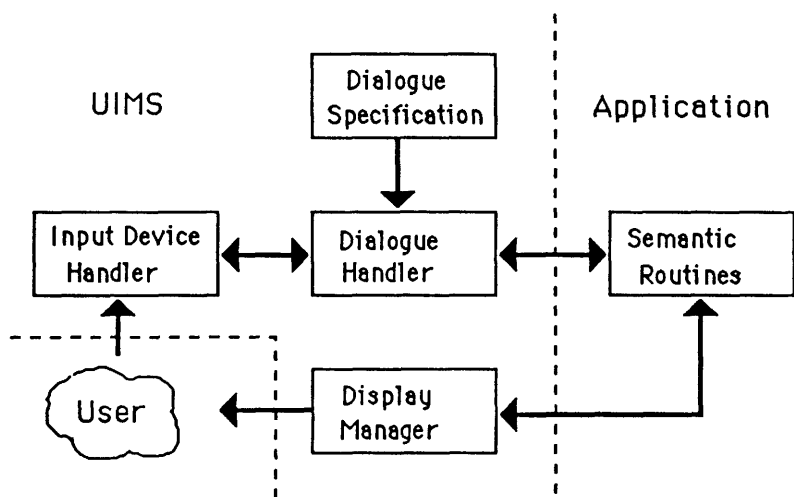 UIMS
Dialogue
Specification
Application
Input Device
Handler
Dialogue
Handler
Semantic
Routines
User
Display
Manager